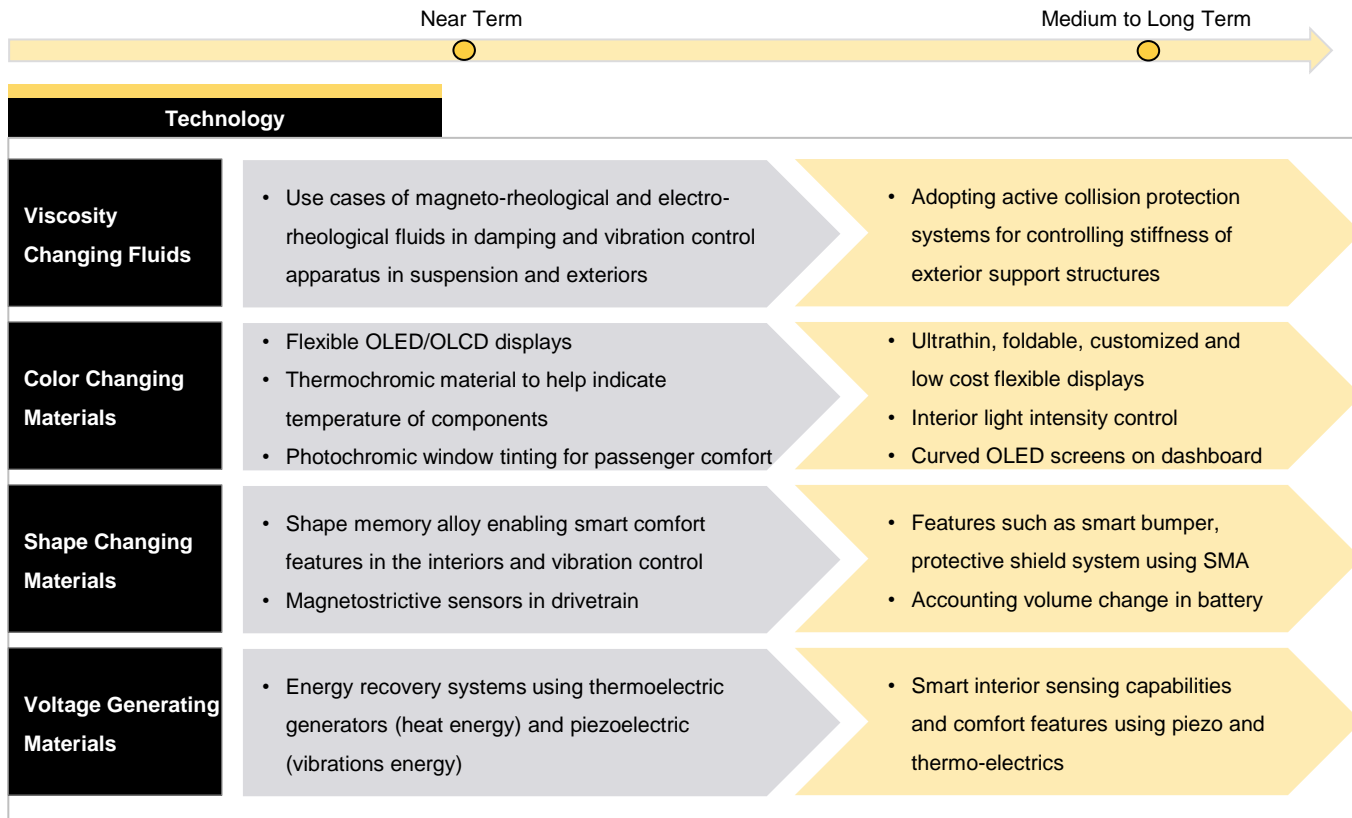 Near Term
Medium to Long Term
Technology
Viscosity
Changing Fluids
• Use cases of magneto-rheological and electro-
rheological fluids in damping and vibration control
apparatus in suspension and exteriors
• Adopting active collision protection
systems for controlling stiffness of
exterior support structures
Color Changing
Materials
• Flexible OLED/OLCD displays
• Thermochromic material to help indicate
temperature of components
• Photochromic window tinting for passenger comfort
• Ultrathin, foldable, customized and
low cost flexible displays
• Interior light intensity control
• Curved OLED screens on dashboard
Shape Changing
Materials
• Shape memory alloy enabling smart comfort
features in the interiors and vibration control
• Magnetostrictive sensors in drivetrain
• Features such as smart bumper,
protective shield system using SMA
• Accounting volume change in battery
Voltage Generating
Materials
• Energy recovery systems using thermoelectric
generators (heat energy) and piezoelectric
(vibrations energy)
• Smart interior sensing capabilities
and comfort features using piezo and
thermo-electrics